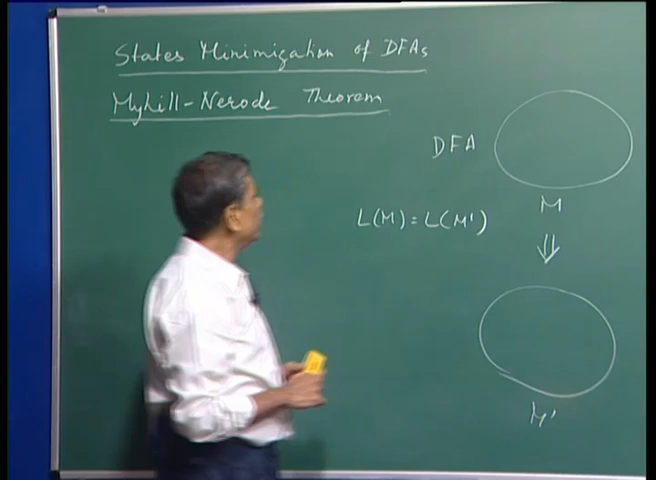 States Minimization of DFAs
Myhill-Nerode Theorem
DFA
M
L(M) = L(M')
⇓
M'